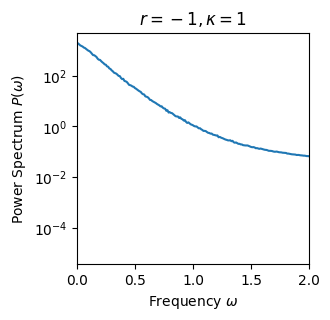 r = −1, κ = 1
Power Spectrum P(ω)
10²
10⁰
10⁻²
10⁻⁴
0.0 0.5 1.0 1.5 2.0
Frequency ω